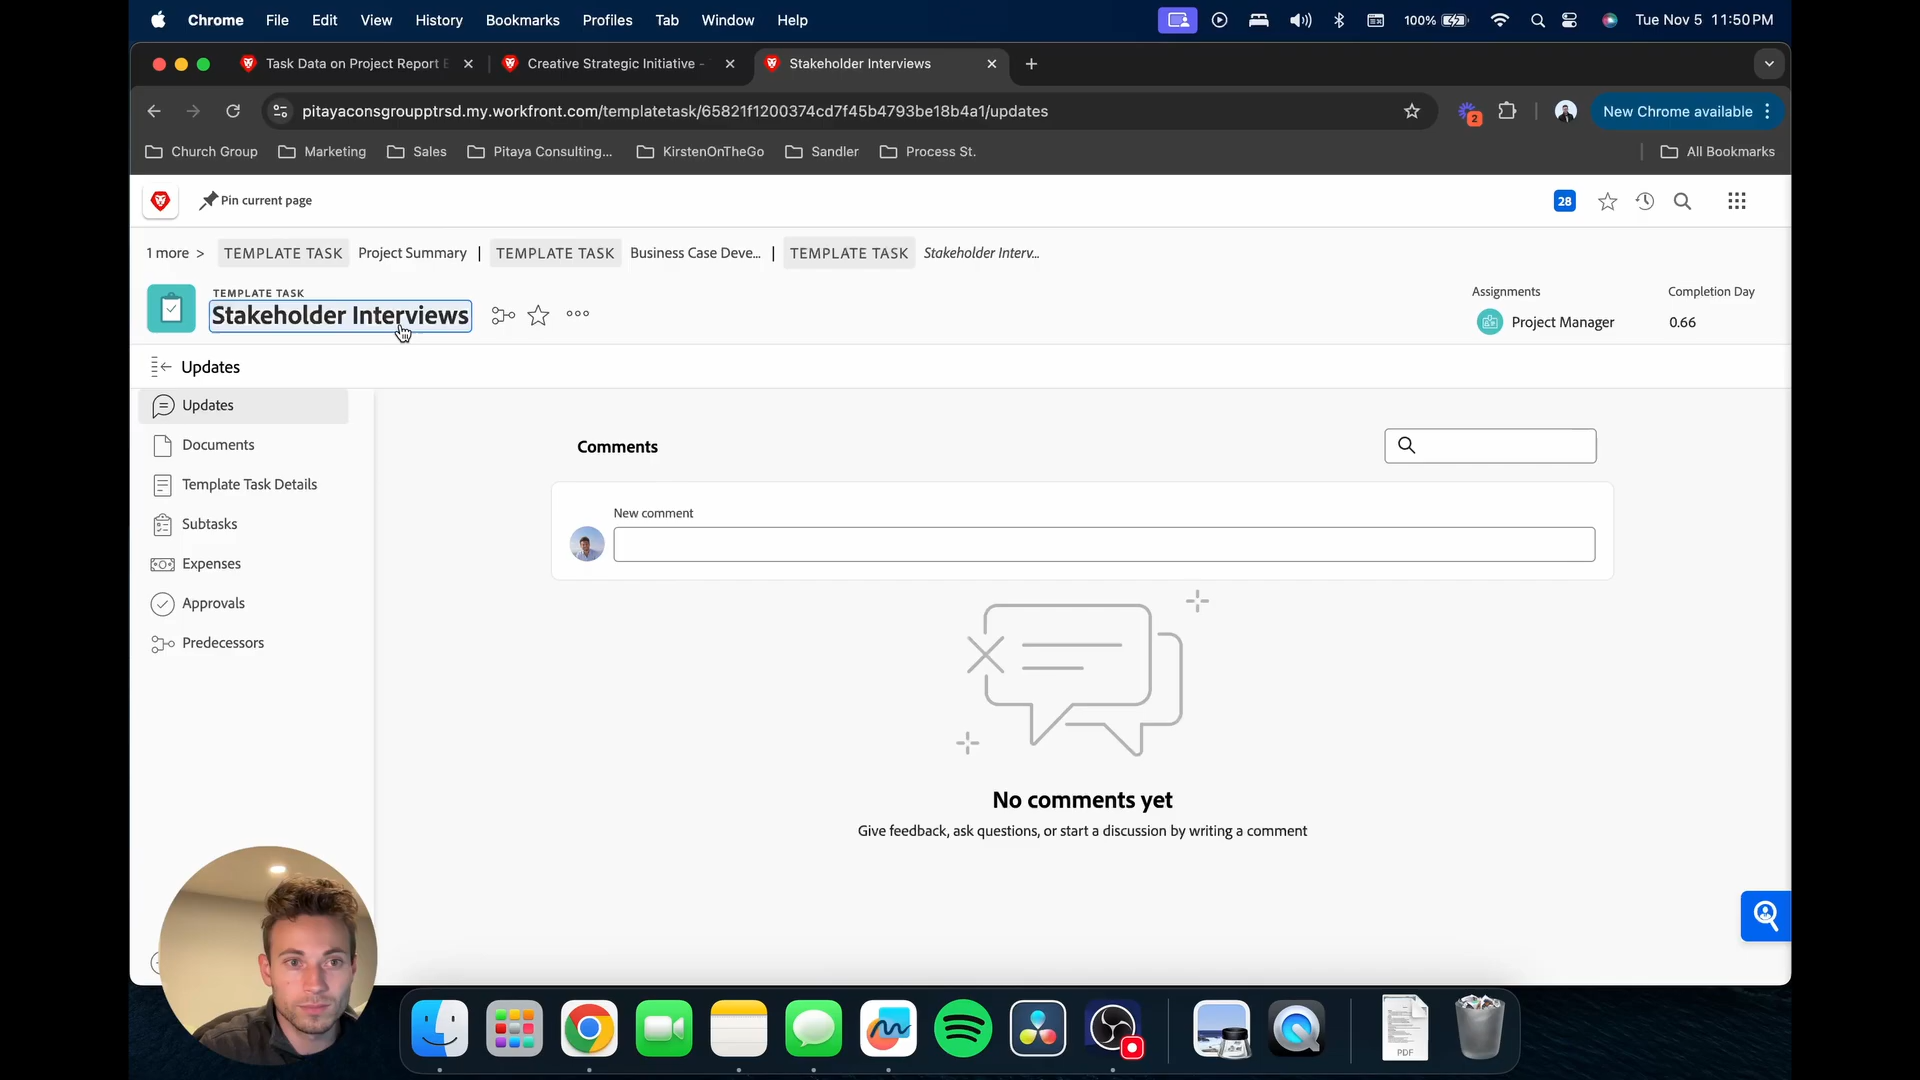 Chrome File Edit View History Bookmarks Profiles Tab Window Help 100% Tue Nov 5 11:50 PM
Task Data on Project Report Creative Strategic Initiative - Stakeholder Interviews
pitayaconsgroupptrsd.my.workfront.com/templatetask/65821f1200374cd7f45b4793be18b4a1/updates 2 New Chrome available
Church Group Marketing Sales Pitaya Consulting... KirstenOnTheGo Sandler Process St. All Bookmarks
Pin current page 28
1 more > TEMPLATE TASK Project Summary | TEMPLATE TASK Business Case Deve... | TEMPLATE TASK Stakeholder Interv...
TEMPLATE TASK Assignments Completion Day
Stakeholder Interviews Project Manager 0.66
Updates
Updates
Documents
Template Task Details
Subtasks
Expenses
Approvals
Predecessors
Comments
New comment
No comments yet
Give feedback, ask questions, or start a discussion by writing a comment
PDF